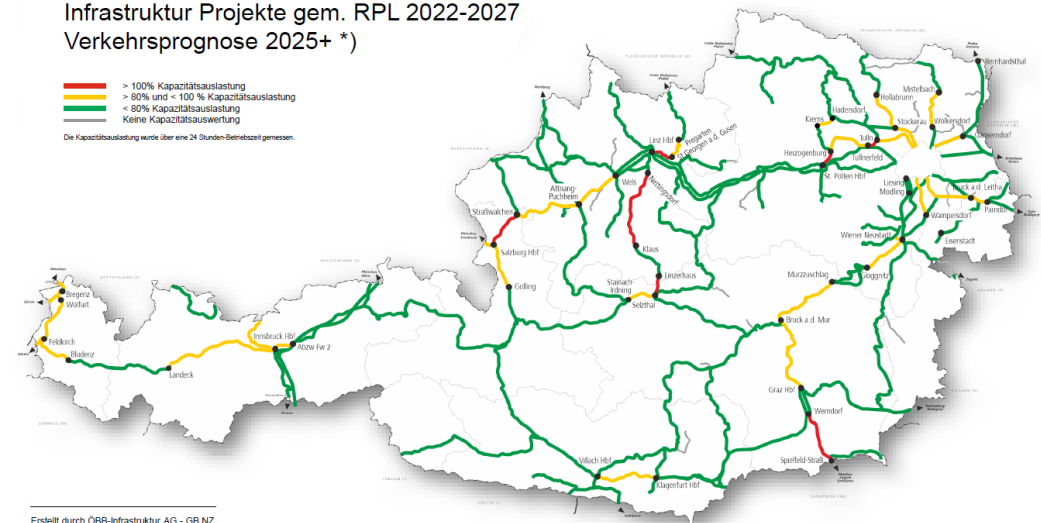 Infrastruktur Projekte gem. RPL 2022-2027
Verkehrsprognose 2025+ *)
> 100% Kapazitätsauslastung
> 80% und < 100 % Kapazitätsauslastung
< 80% Kapazitätsauslastung
Keine Kapazitätsauswertung
Die Kapazitätsauslastung wurde über eine 24 Stunden-Betriebszeit gemessen.
Bernhardsthal
Mistelbach
Hollabrunn
Hadersdorf
Krems
Stockerau
Wolkersdorf
Gänserndorf
Tulln
Tullnerfeld
Herzogenburg
St. Pölten Hbf
Linz Hbf
Pregarten
St. Georgen a.d. Gusen
Wels
Nettingsdorf
Attnang-
Puchheim
Straßwalchen
Salzburg Hbf
Golling
Klaus
Linzerhaus
Stainach-
Irdning
Selzthal
Liesing
Mödling
Bruck a.d. Leitha
Parndorf
Wampersdorf
Wiener Neustadt
Eisenstadt
Gloggnitz
Mürzzuschlag
Bruck a.d. Mur
Graz Hbf
Werndorf
Spielfeld-Straß
Villach Hbf
Klagenfurt Hbf
Bregenz
Wolfurt
Feldkirch
Bludenz
Landeck
Innsbruck Hbf
Abzw Fw 2
Erstellt durch ÖBB-Infrastruktur AG - GB NZ